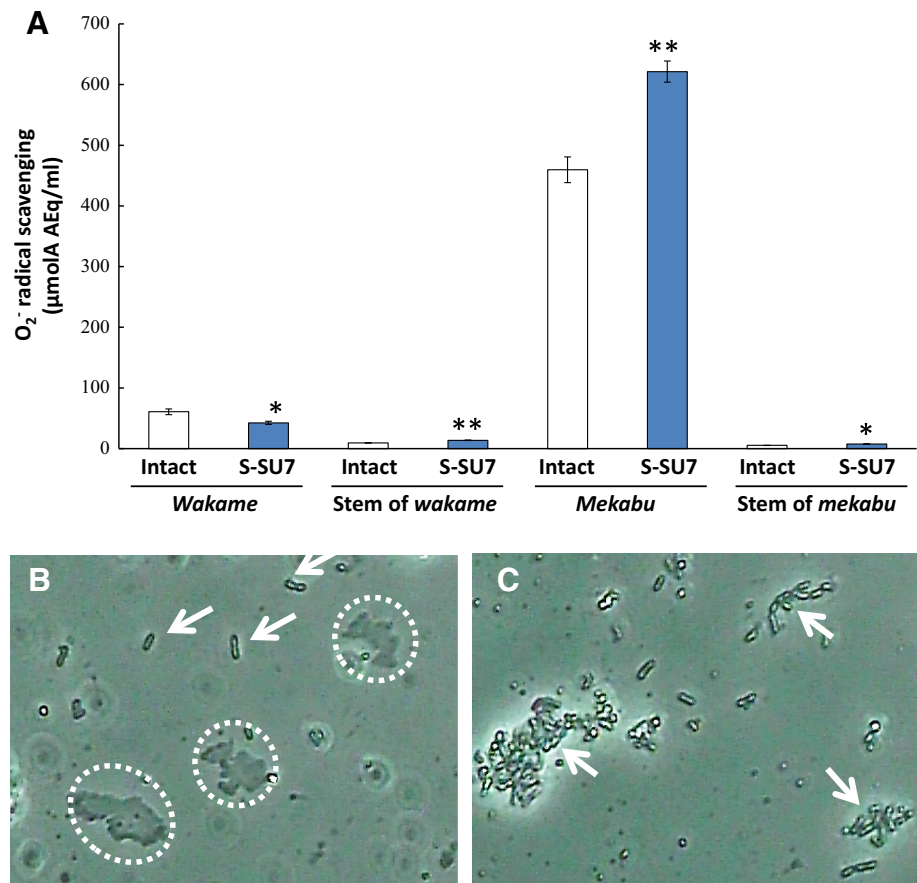 A
700
600
500
400
300
200
100
0
O₂⁻ radical scavenging
(µmolA AEq/ml)
**
*
**
*
Intact S-SU7 Intact S-SU7 Intact S-SU7 Intact S-SU7
Wakame Stem of wakame Mekabu Stem of mekabu
B
C